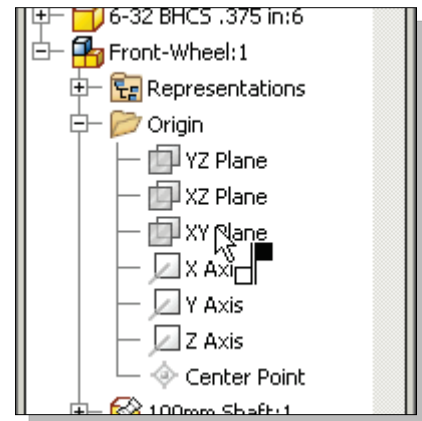 6-32 BHCS .375 in:6
Front-Wheel:1
Representations
Origin
YZ Plane
XZ Plane
XY Plane
X Axis
Y Axis
Z Axis
Center Point
100mm Shaft:1